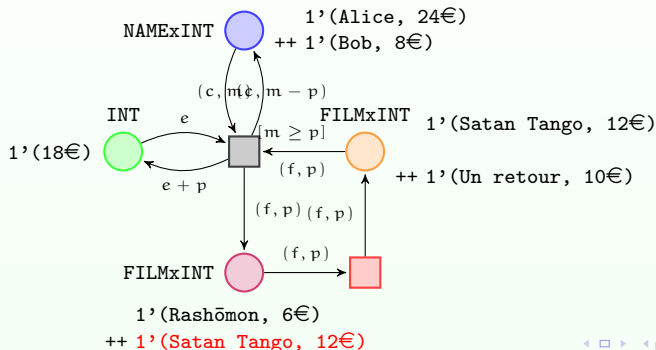 1’(Alice, 24€)
NAMExINT
++ 1’(Bob, 8€)
(c, m) (c, m − p)
INT
e
FILMxINT
1’(Satan Tango, 12€)
[m ≥ p]
1’(18€)
(f, p)
++ 1’(Un retour, 10€)
e + p
(f, p) (f, p)
(f, p)
FILMxINT
1’(Rashōmon, 6€)
++ 1’(Satan Tango, 12€)